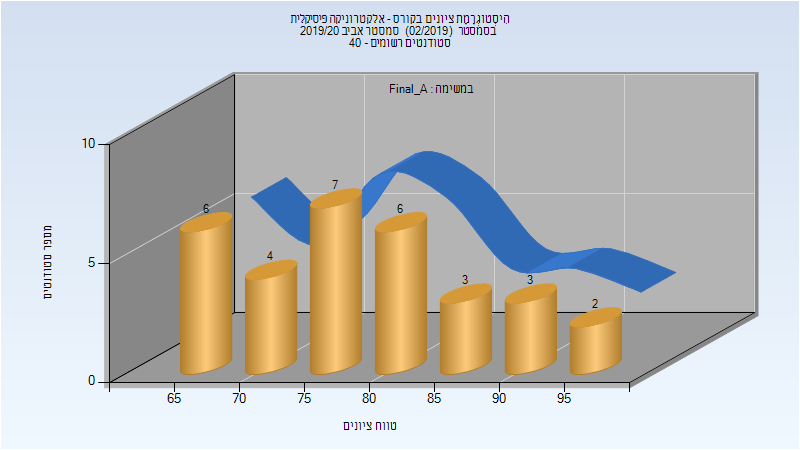 היסטוגרמת ציונים בקורס - אלקטרוניקה פיסיקלית
בסמסטר (02/2019) סמסטר אביב 2019/20
סטודנטים רשומים - 40
במשימה : Final_A
10
5
0
מספר סטודנטים
6
4
7
6
3
3
2
65
70
75
80
85
90
95
טווח ציונים